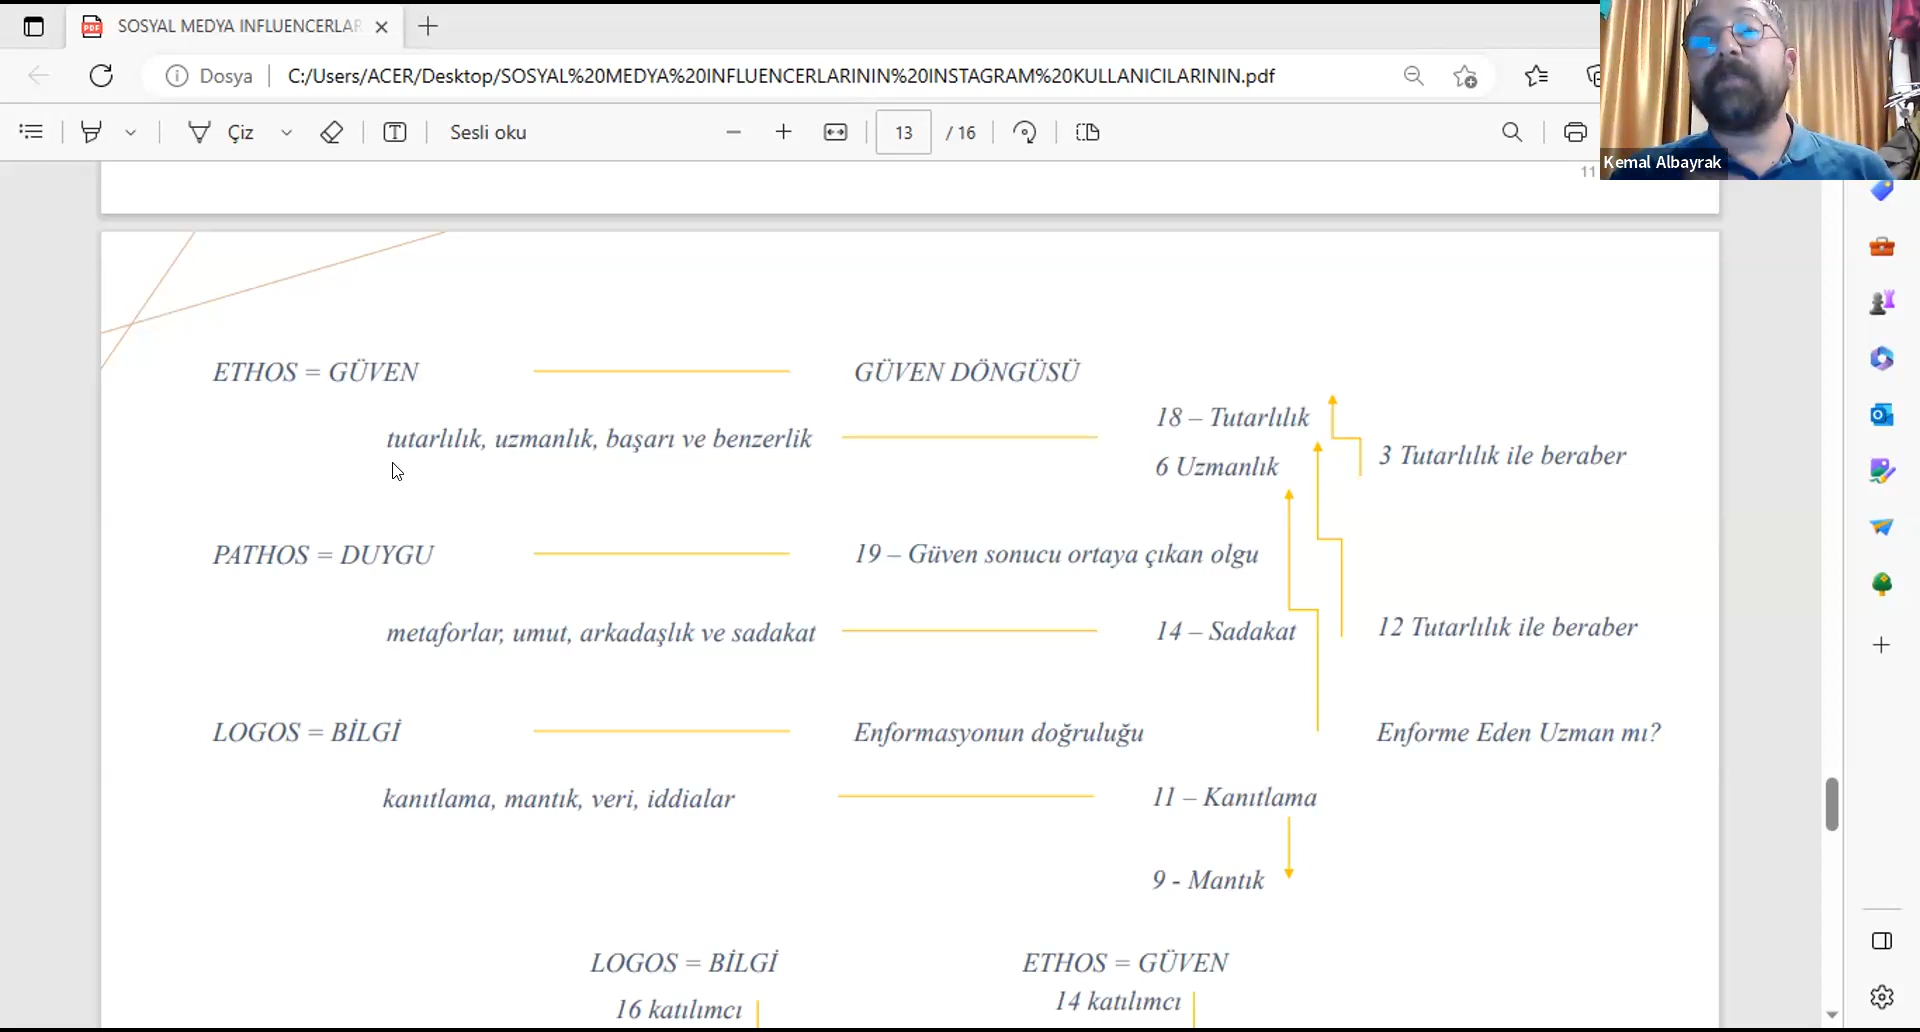 SOSYAL MEDYA INFLUENCERLAR
Dosya
C:/Users/ACER/Desktop/SOSYAL%20MEDYA%20INFLUENCERLARININ%20INSTAGRAM%20KULLANICILARININ.pdf
Çiz
Sesli oku
13
/ 16
Kemal Albayrak
11
ETHOS = GÜVEN
GÜVEN DÖNGÜSÜ
18 – Tutarlılık
tutarlılık, uzmanlık, başarı ve benzerlik
3 Tutarlılık ile beraber
6 Uzmanlık
PATHOS = DUYGU
19 – Güven sonucu ortaya çıkan olgu
metaforlar, umut, arkadaşlık ve sadakat
14 – Sadakat
12 Tutarlılık ile beraber
LOGOS = BİLGİ
Enformasyonun doğruluğu
Enforme Eden Uzman mı?
kanıtlama, mantık, veri, iddialar
11 – Kanıtlama
9 - Mantık
LOGOS = BİLGİ
ETHOS = GÜVEN
16 katılımcı
14 katılımcı